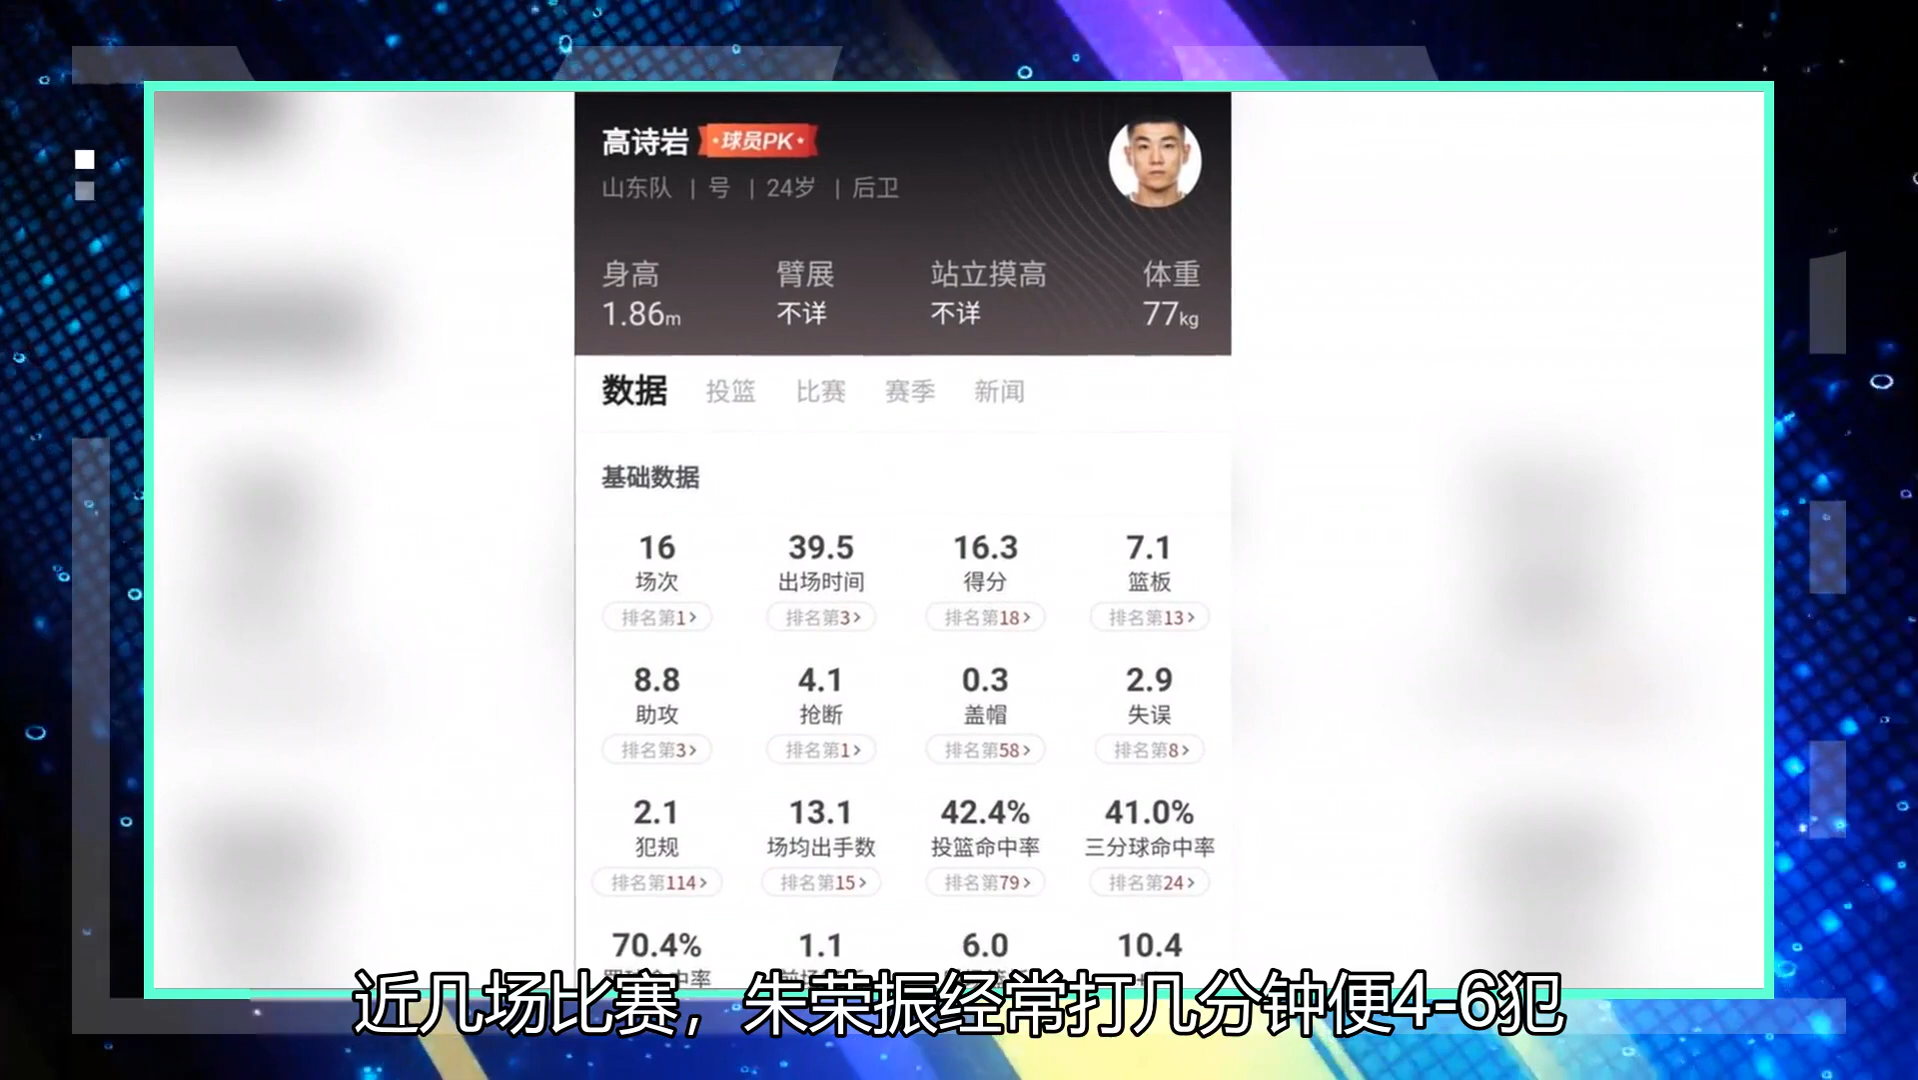 高诗岩 球员PK
山东队 | 号 | 24岁 | 后卫
身高 臂展 站立摸高 体重
1.86m 不详 不详 77kg
数据 投篮 比赛 赛季 新闻
基础数据
16 39.5 16.3 7.1
场次 出场时间 得分 篮板
排名第1> 排名第3> 排名第18> 排名第13>
8.8 4.1 0.3 2.9
助攻 抢断 盖帽 失误
排名第3> 排名第1> 排名第58> 排名第8>
2.1 13.1 42.4% 41.0%
犯规 场均出手数 投篮命中率 三分球命中率
排名第114> 排名第15> 排名第79> 排名第24>
70.4% 1.1 6.0 10.4
近几场比赛，朱荣振经常打几分钟便4-6犯